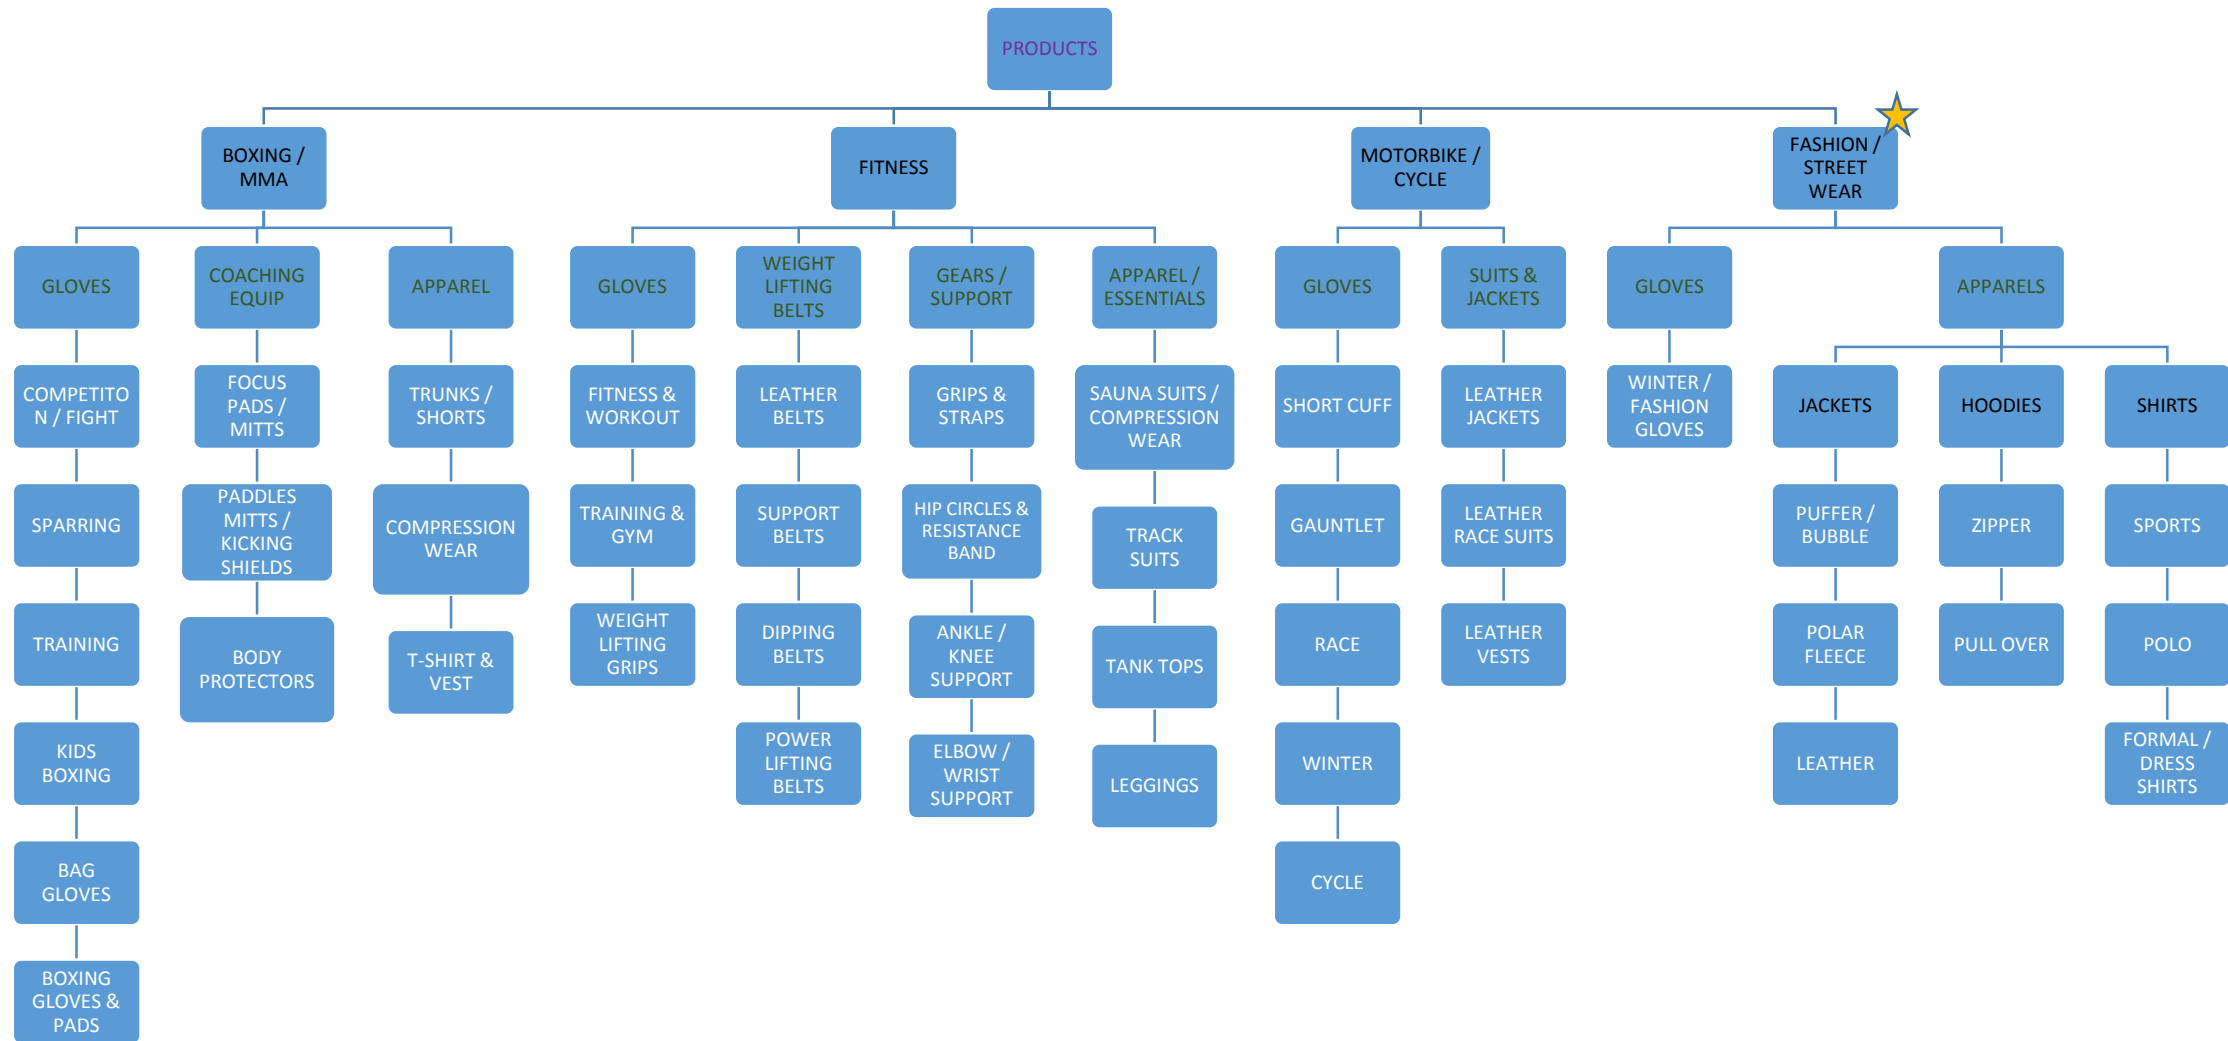 PRODUCTS
BOXING /
MMA
FITNESS
MOTORBIKE /
CYCLE
FASHION /
STREET
WEAR
GLOVES
COACHING
EQUIP
APPAREL
GLOVES
WEIGHT
LIFTING
BELTS
GEARS /
SUPPORT
APPAREL /
ESSENTIALS
GLOVES
SUITS &
JACKETS
GLOVES
APPARELS
COMPETITO
N / FIGHT
FOCUS
PADS /
MITTS
TRUNKS /
SHORTS
FITNESS &
WORKOUT
LEATHER
BELTS
GRIPS &
STRAPS
SAUNA SUITS /
COMPRESSION
WEAR
SHORT CUFF
LEATHER
JACKETS
WINTER /
FASHION
GLOVES
JACKETS
HOODIES
SHIRTS
SPARRING
PADDLES
MITTS /
KICKING
SHIELDS
COMPRESSION
WEAR
TRAINING &
GYM
SUPPORT
BELTS
HIP CIRCLES &
RESISTANCE
BAND
TRACK
SUITS
GAUNTLET
LEATHER
RACE SUITS
PUFFER /
BUBBLE
ZIPPER
SPORTS
TRAINING
BODY
PROTECTORS
T-SHIRT &
VEST
WEIGHT
LIFTING
GRIPS
DIPPING
BELTS
ANKLE /
KNEE
SUPPORT
TANK TOPS
RACE
LEATHER
VESTS
POLAR
FLEECE
PULL OVER
POLO
KIDS
BOXING
POWER
LIFTING
BELTS
ELBOW /
WRIST
SUPPORT
LEGGINGS
WINTER
LEATHER
FORMAL /
DRESS
SHIRTS
BAG
GLOVES
CYCLE
BOXING
GLOVES &
PADS